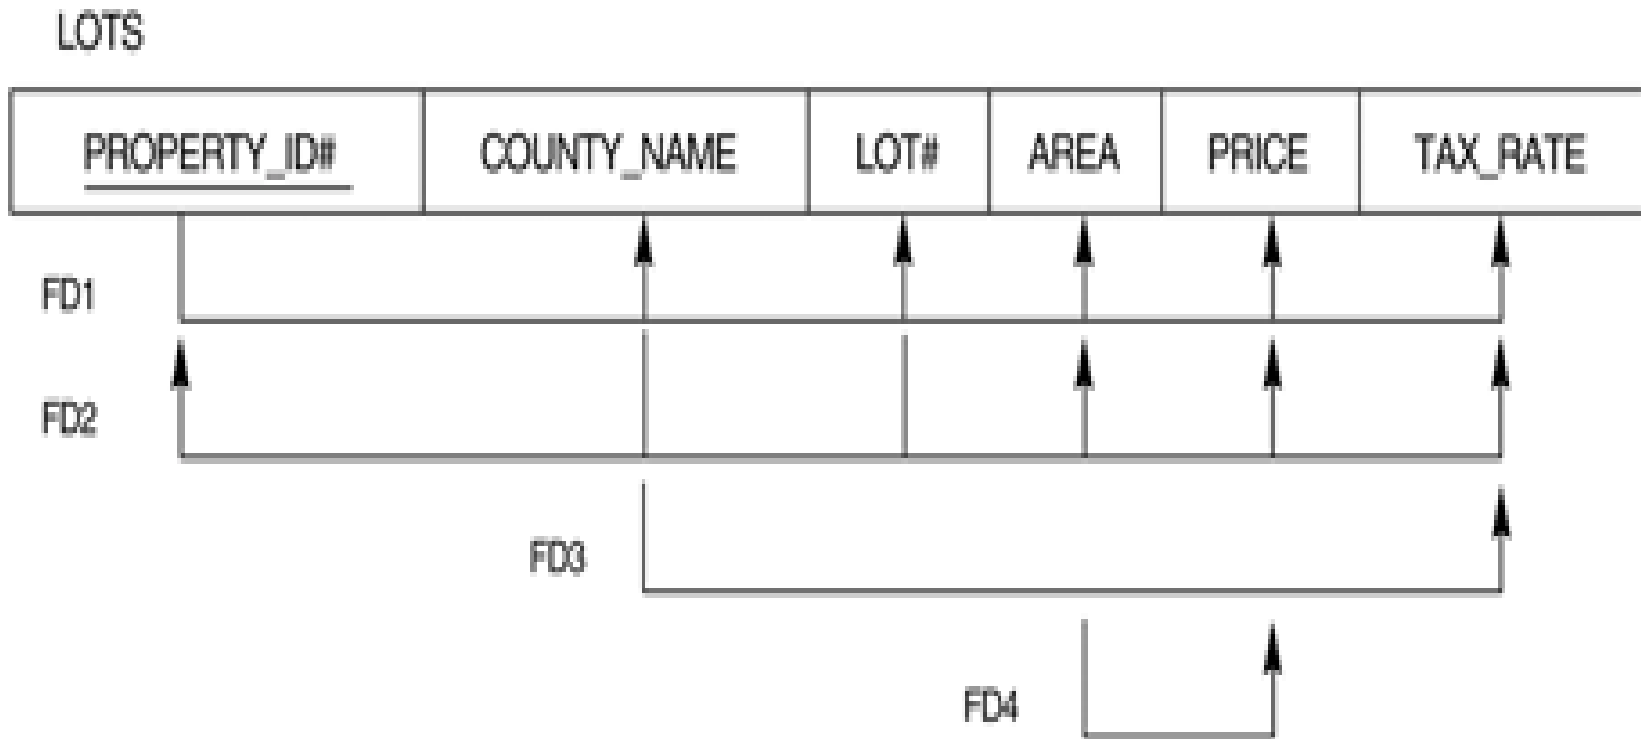 LOTS
PROPERTY_ID# COUNTY_NAME LOT# AREA PRICE TAX_RATE
FD1
FD2
FD3
FD4